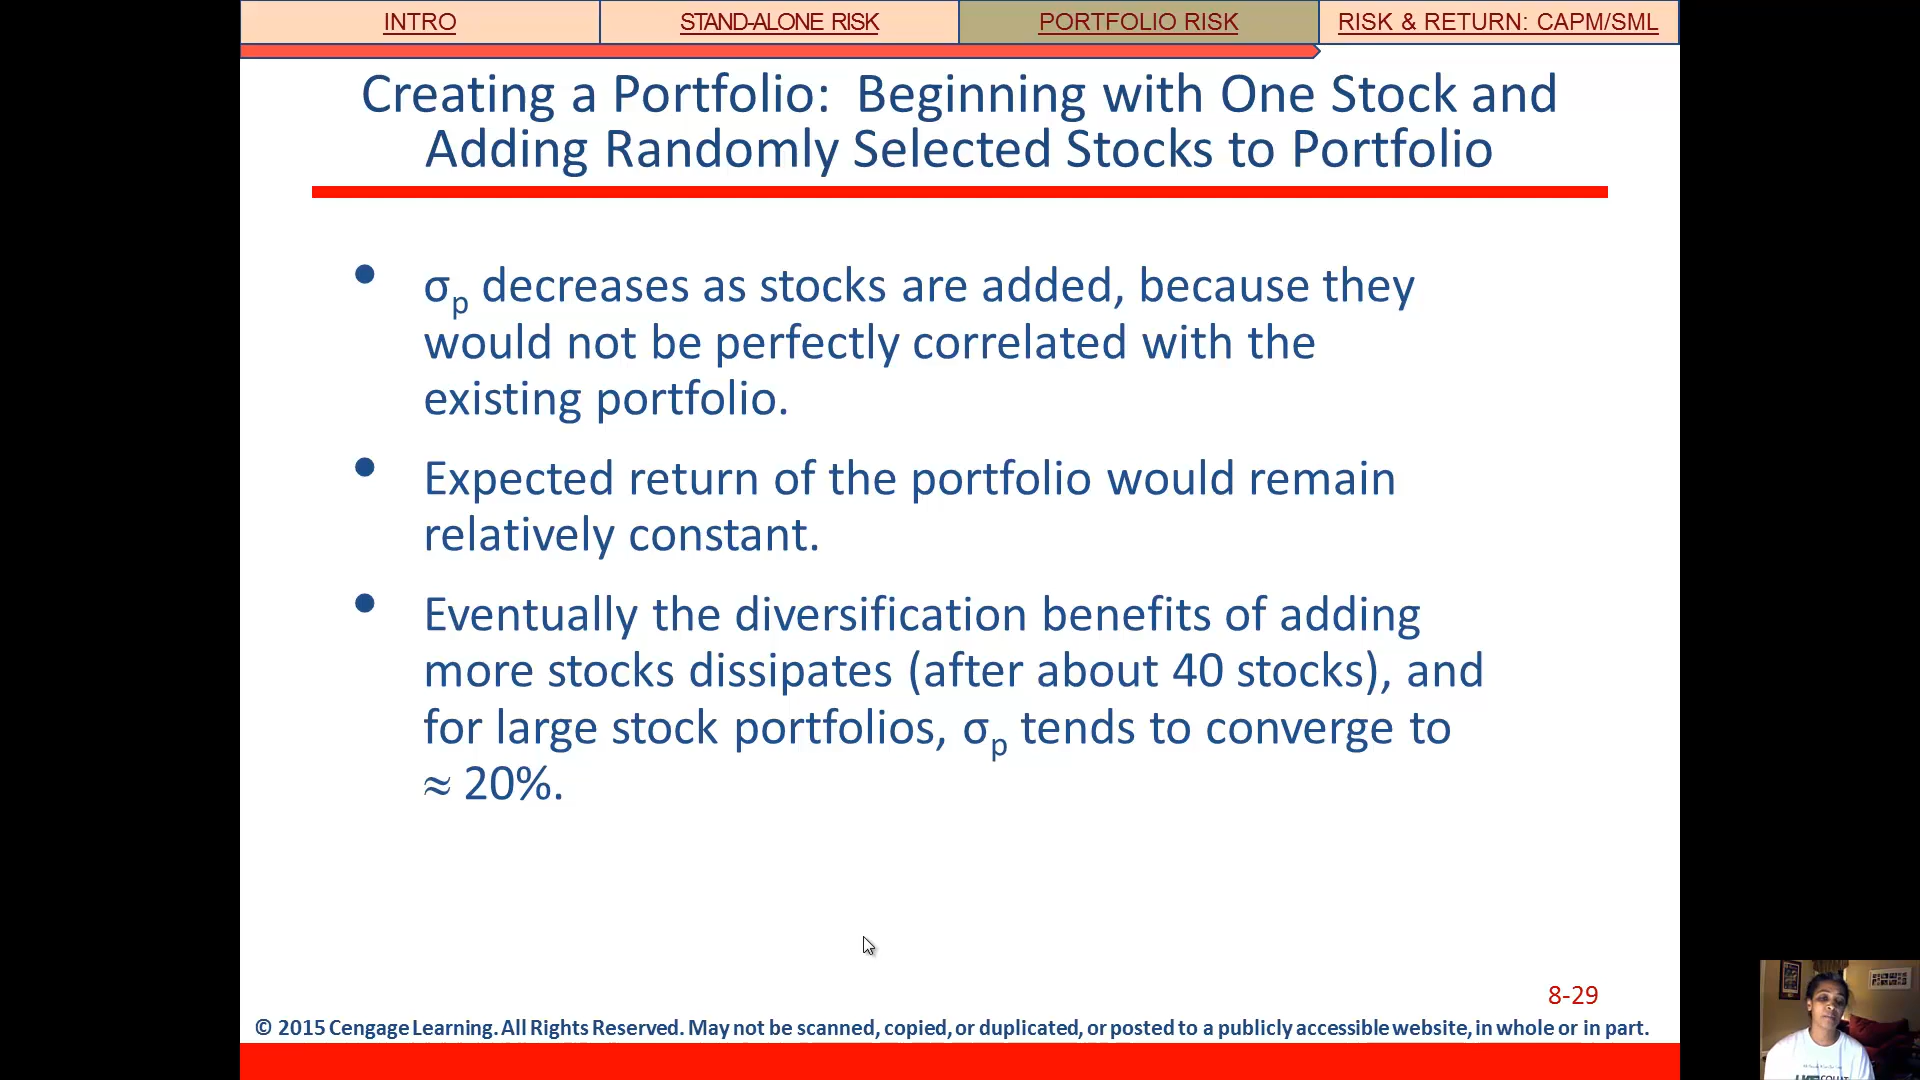 INTRO
STAND-ALONE RISK
PORTFOLIO RISK
RISK & RETURN: CAPM/SML
Creating a Portfolio: Beginning with One Stock and
Adding Randomly Selected Stocks to Portfolio
• σp decreases as stocks are added, because they
would not be perfectly correlated with the
existing portfolio.
• Expected return of the portfolio would remain
relatively constant.
• Eventually the diversification benefits of adding
more stocks dissipates (after about 40 stocks), and
for large stock portfolios, σp tends to converge to
≈ 20%.
8-29
© 2015 Cengage Learning. All Rights Reserved. May not be scanned, copied, or duplicated, or posted to a publicly accessible website, in whole or in part.